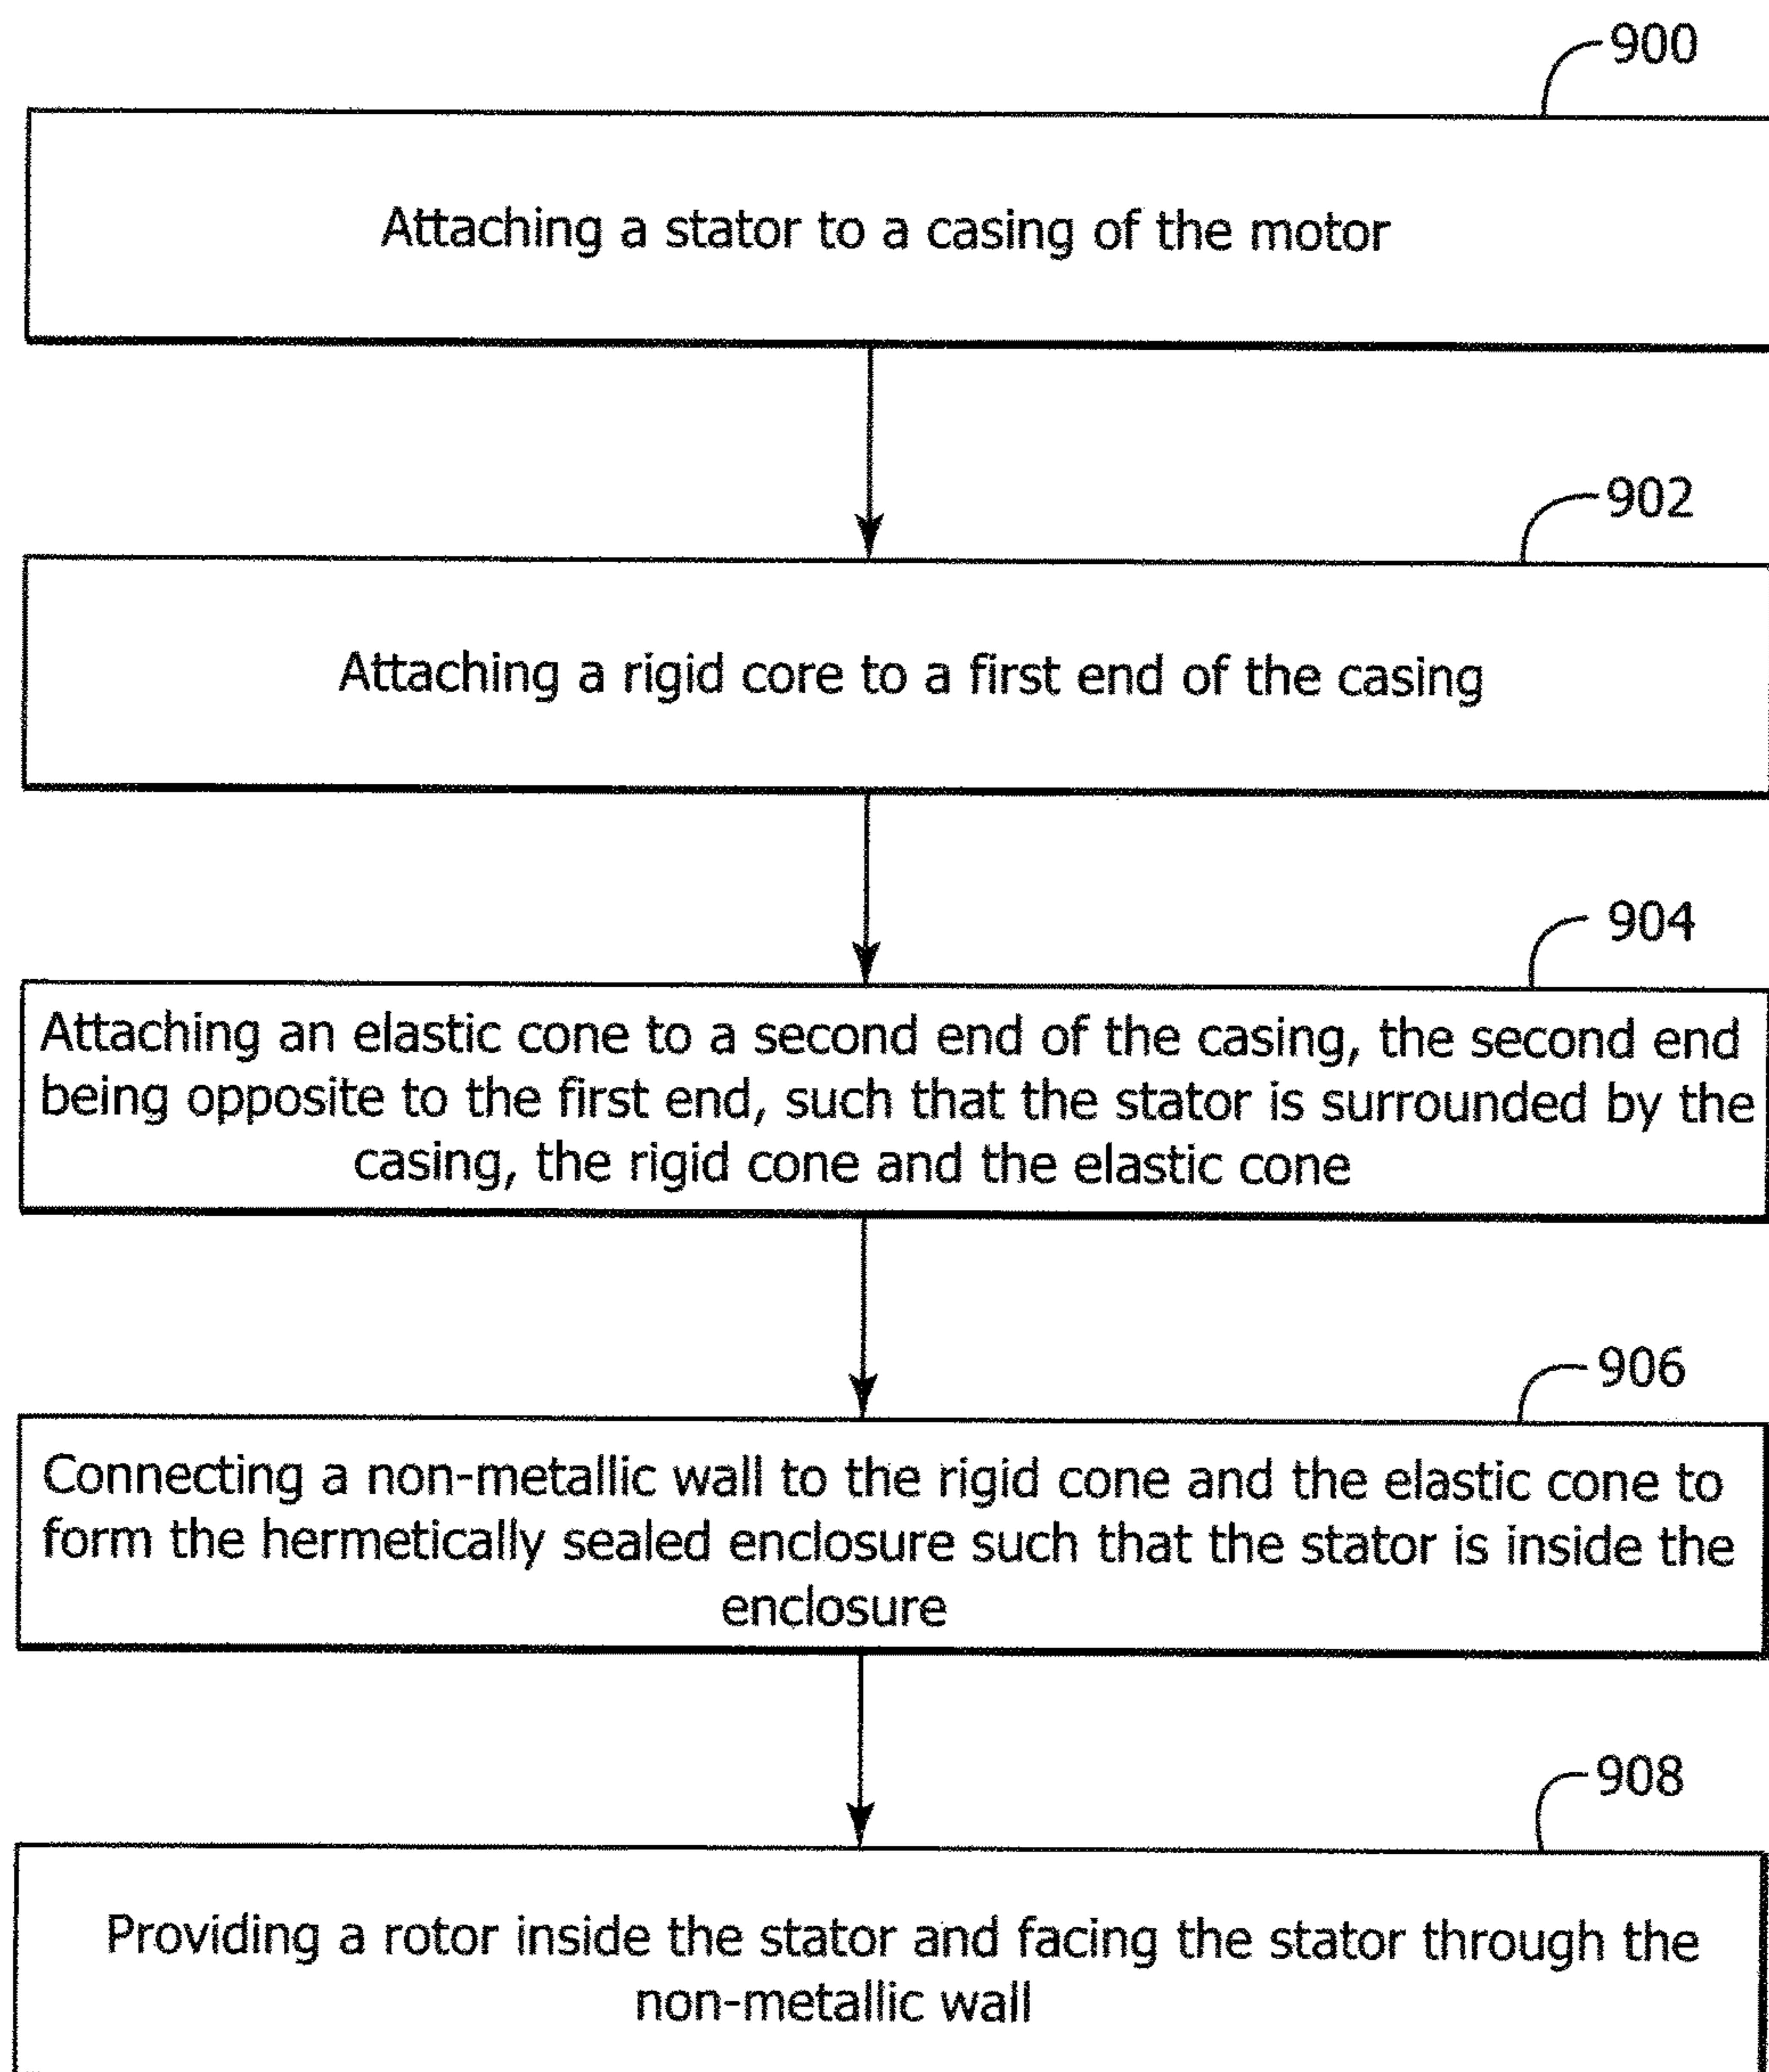 900
Attaching a stator to a casing of the motor
902
Attaching a rigid core to a first end of the casing
904
Attaching an elastic cone to a second end of the casing, the second end
being opposite to the first end, such that the stator is surrounded by the
casing, the rigid cone and the elastic cone
906
Connecting a non-metallic wall to the rigid cone and the elastic cone to
form the hermetically sealed enclosure such that the stator is inside the
enclosure
908
Providing a rotor inside the stator and facing the stator through the
non-metallic wall